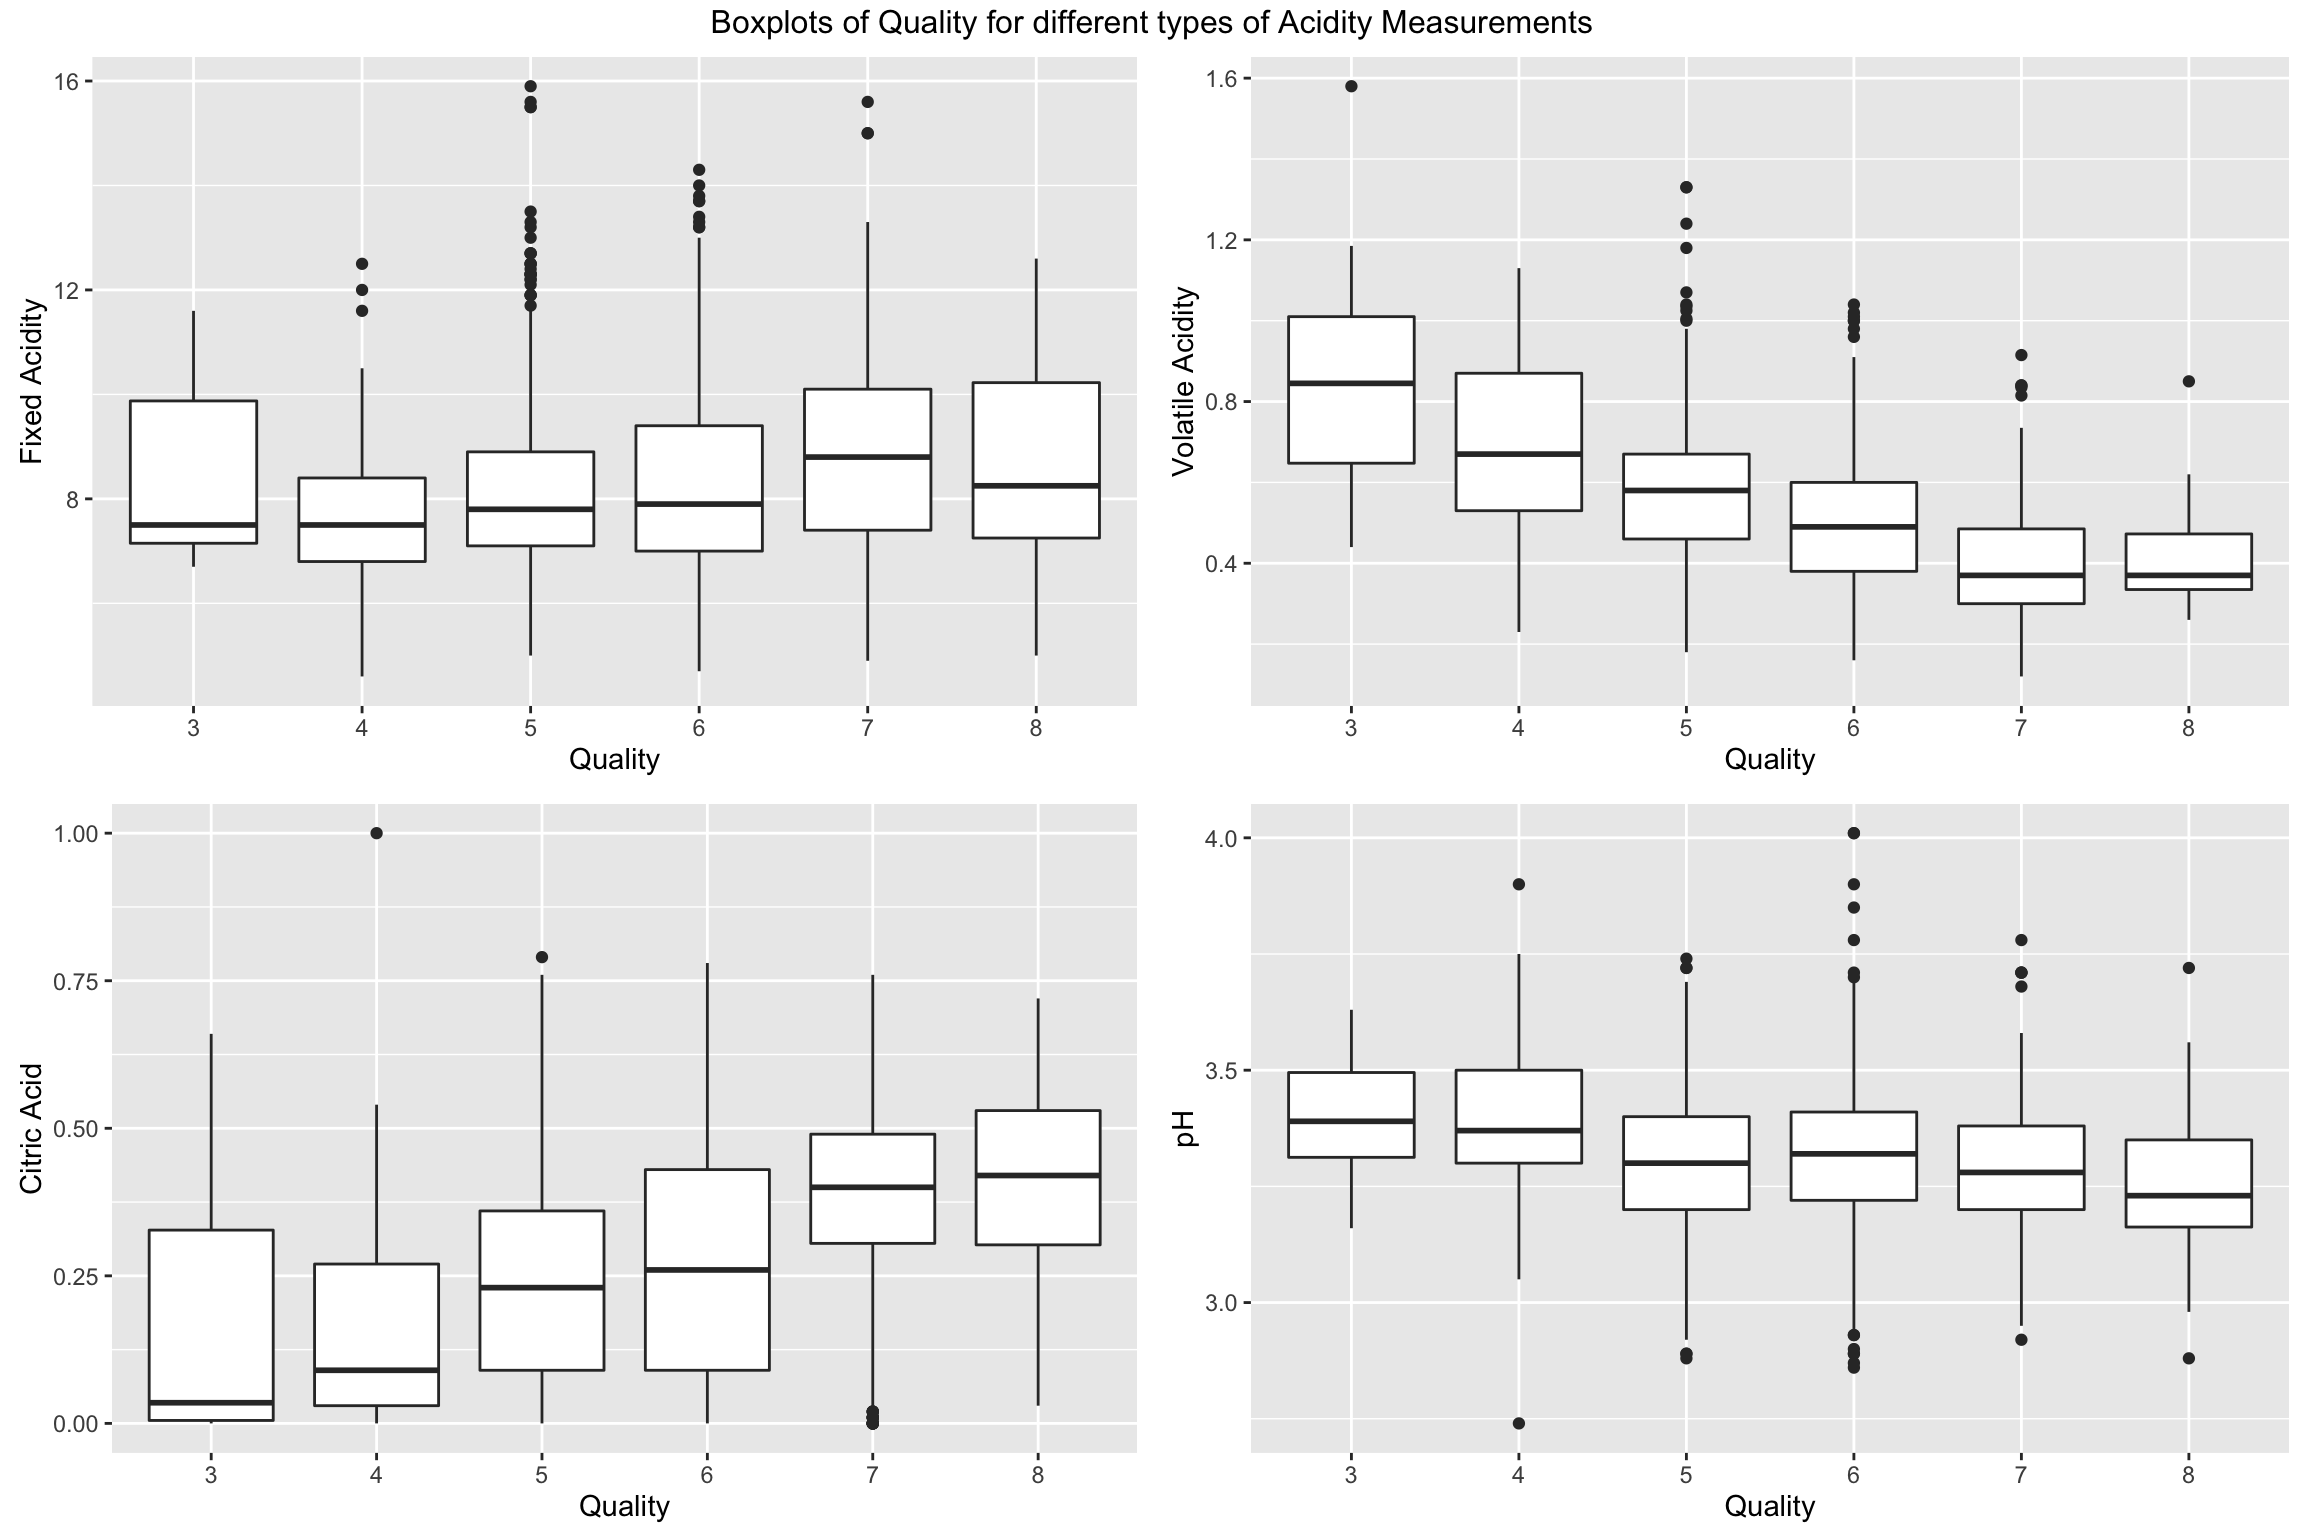 Boxplots of Quality for different types of Acidity Measurements
Fixed Acidity
16
12
8
3 4 5 6 7 8
Quality
Volatile Acidity
1.6
1.2
0.8
0.4
3 4 5 6 7 8
Quality
Citric Acid
1.00
0.75
0.50
0.25
0.00
3 4 5 6 7 8
Quality
pH
4.0
3.5
3.0
3 4 5 6 7 8
Quality